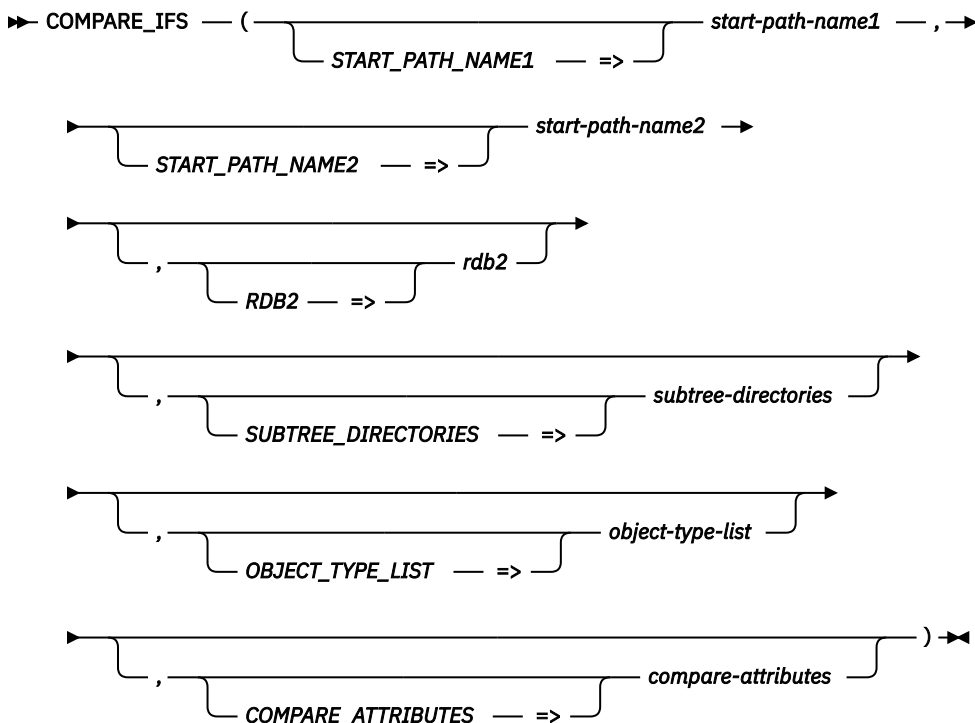 COMPARE_IFS ( start-path-name1 ,
START_PATH_NAME1 =>
start-path-name2
START_PATH_NAME2 =>
, rdb2
RDB2 =>
, subtree-directories
SUBTREE_DIRECTORIES =>
, object-type-list
OBJECT_TYPE_LIST =>
)
, compare-attributes
COMPARE_ATTRIBUTES =>